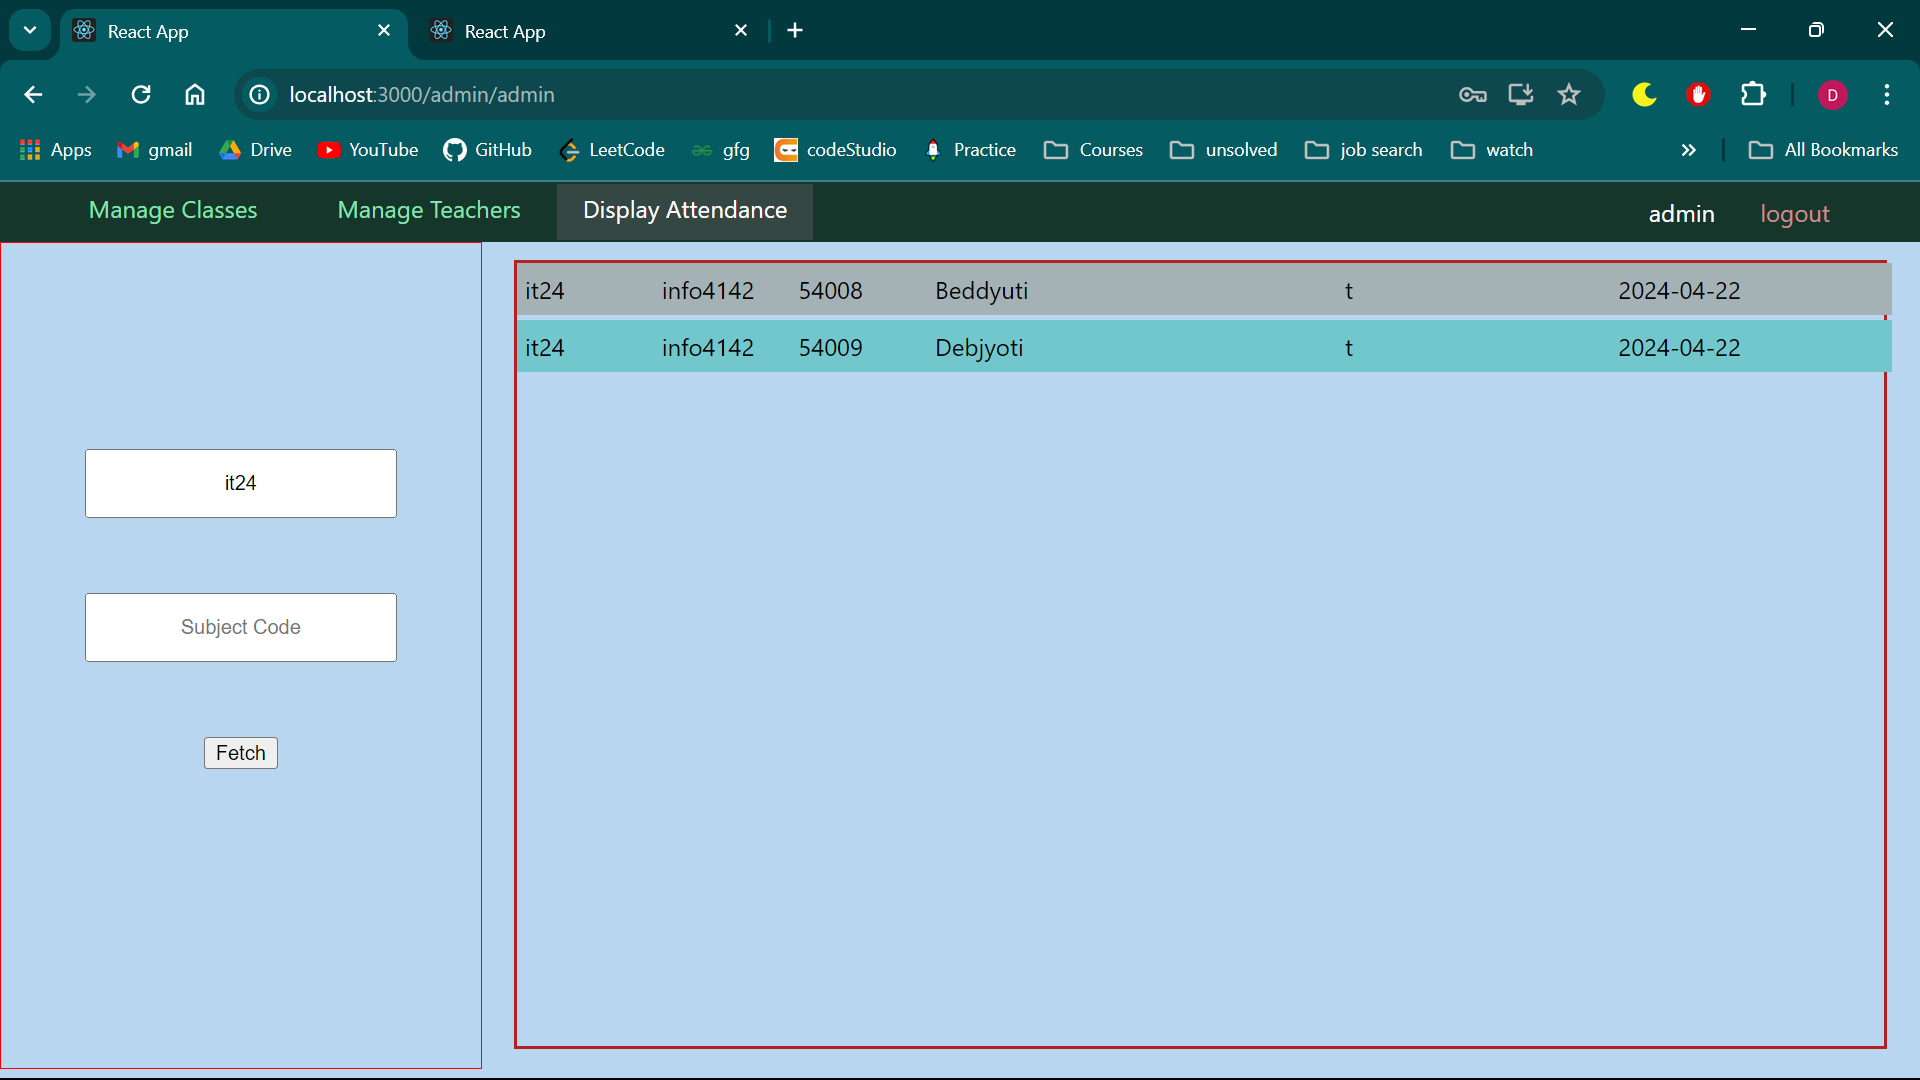 React App
React App
localhost:3000/admin/admin
D
Apps gmail Drive YouTube GitHub LeetCode gfg codeStudio Practice Courses unsolved job search watch All Bookmarks
Manage Classes Manage Teachers Display Attendance admin logout
it24 info4142 54008 Beddyuti t 2024-04-22
it24 info4142 54009 Debjyoti t 2024-04-22
it24
Subject Code
Fetch